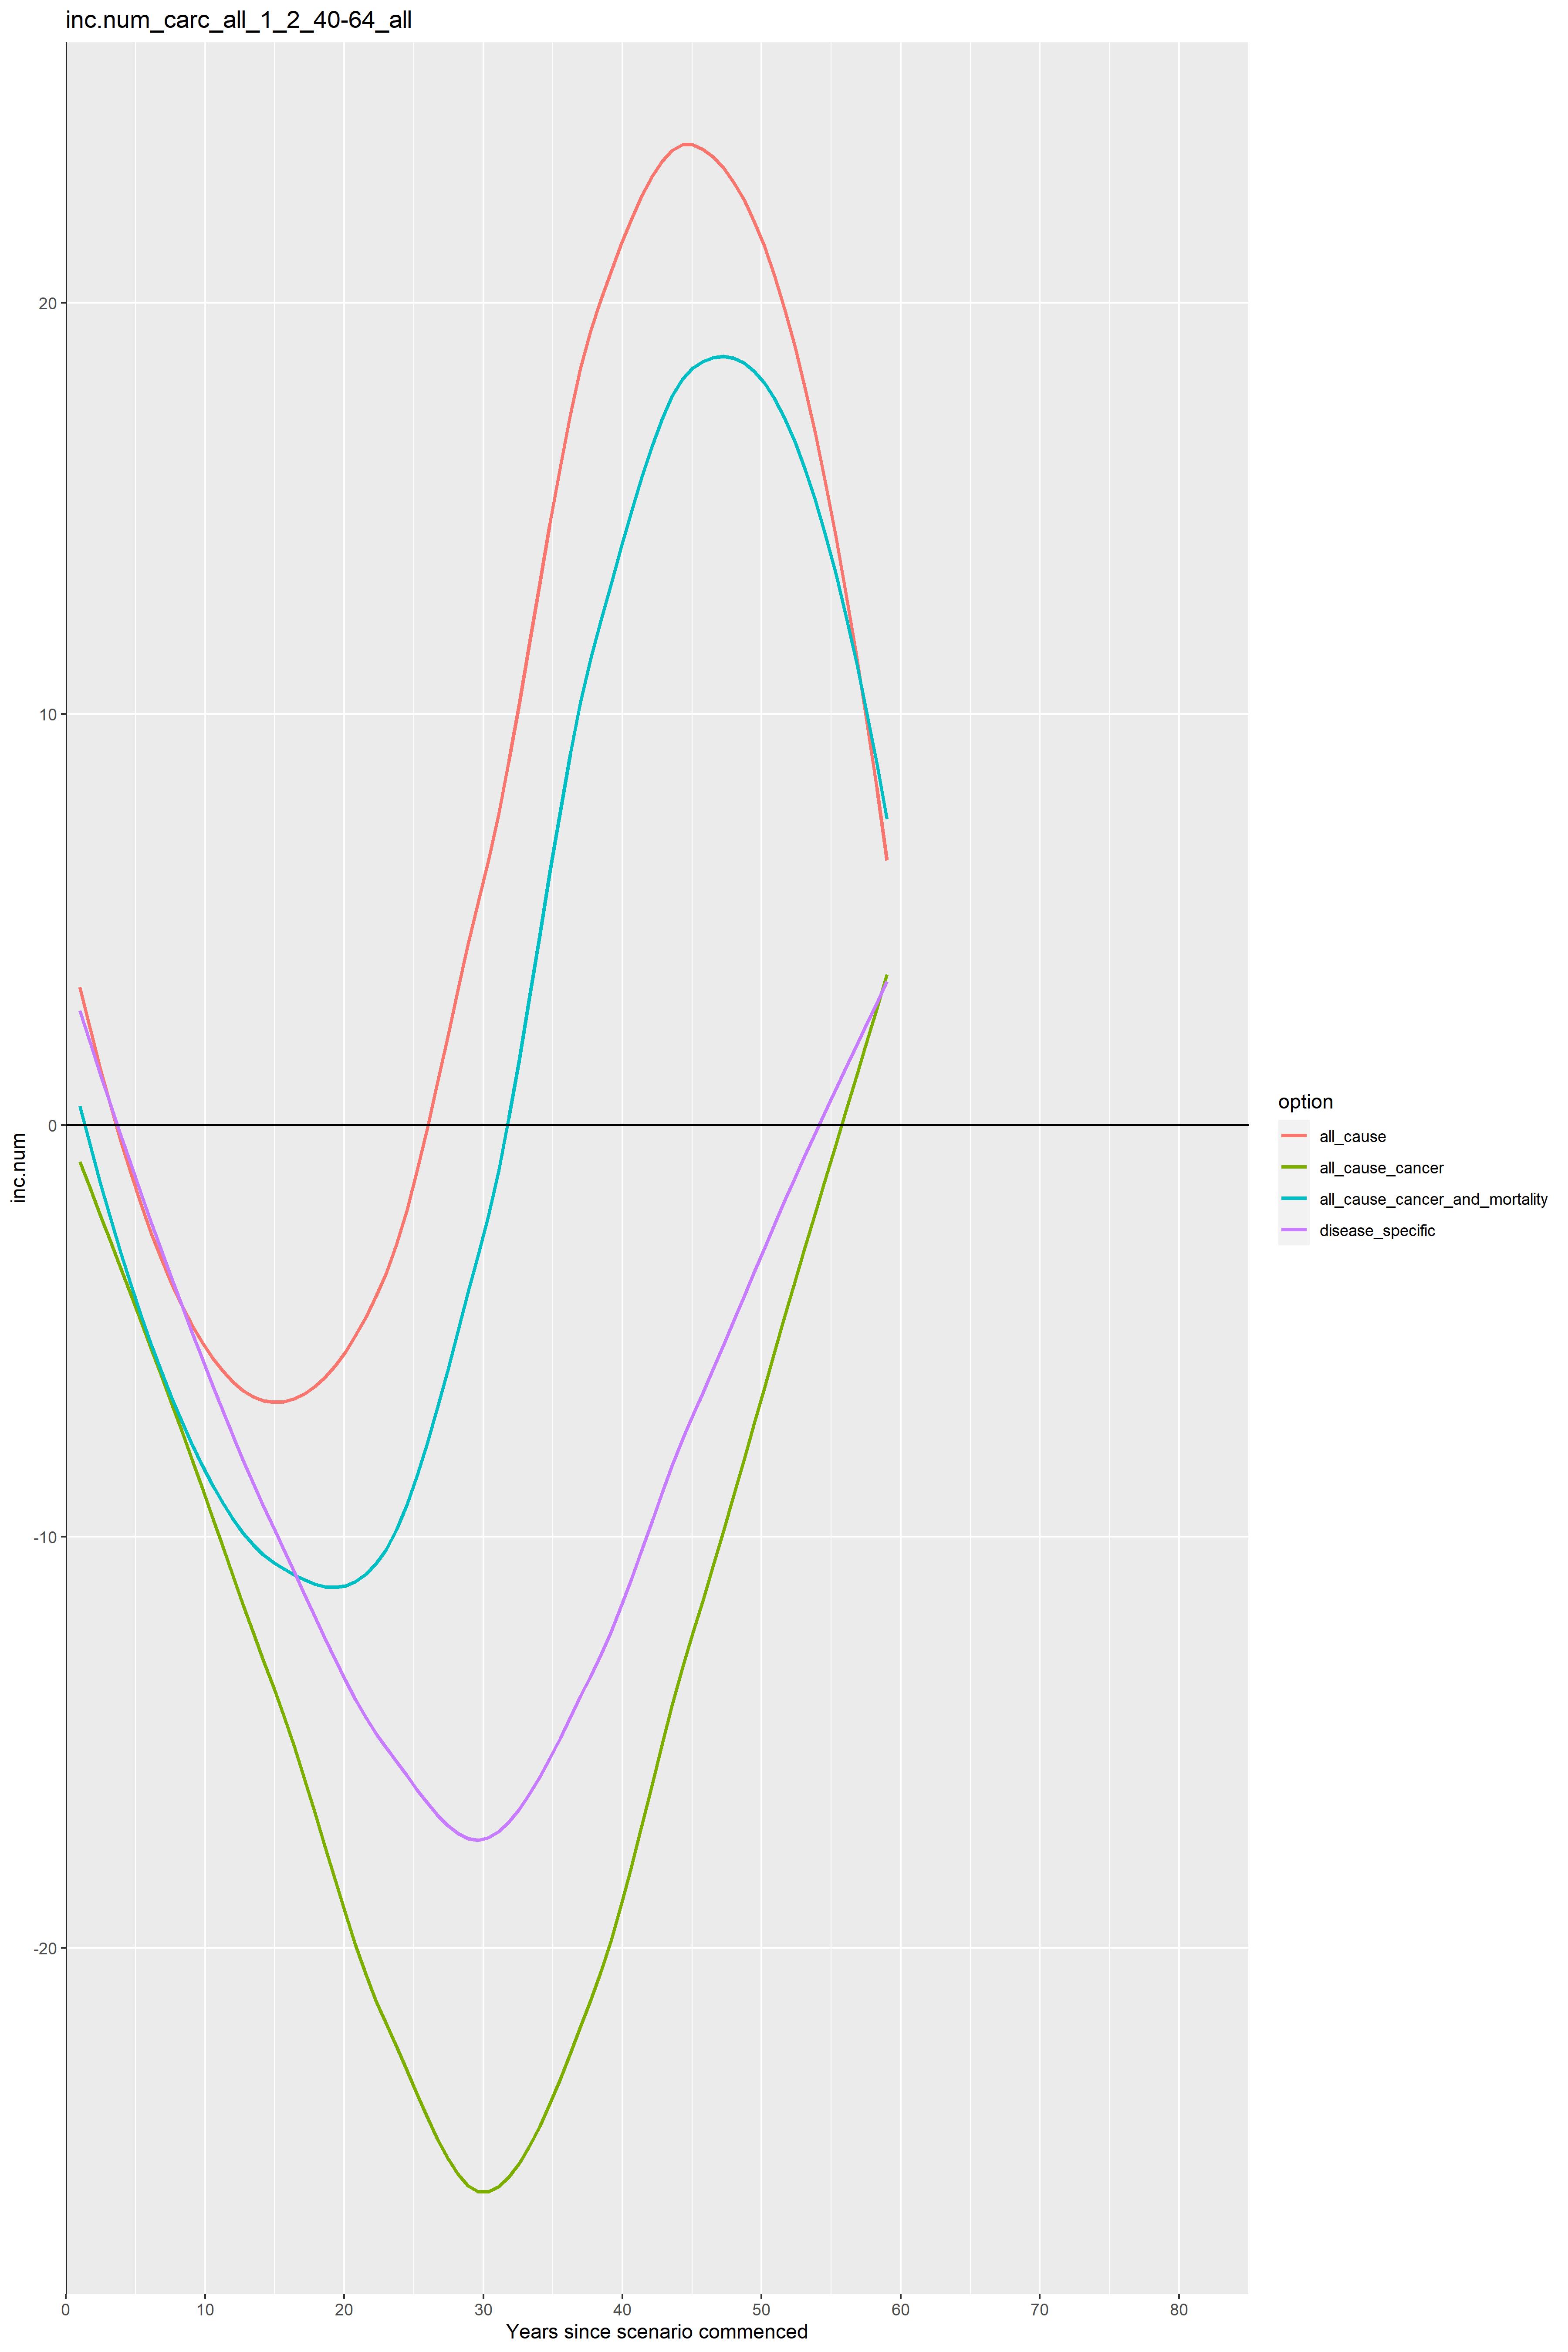 inc.num_carc_all_1_2_40-64_all
inc.num
20
10
0
-10
-20
0 10 20 30 40 50 60 70 80
Years since scenario commenced
option
all_cause
all_cause_cancer
all_cause_cancer_and_mortality
disease_specific